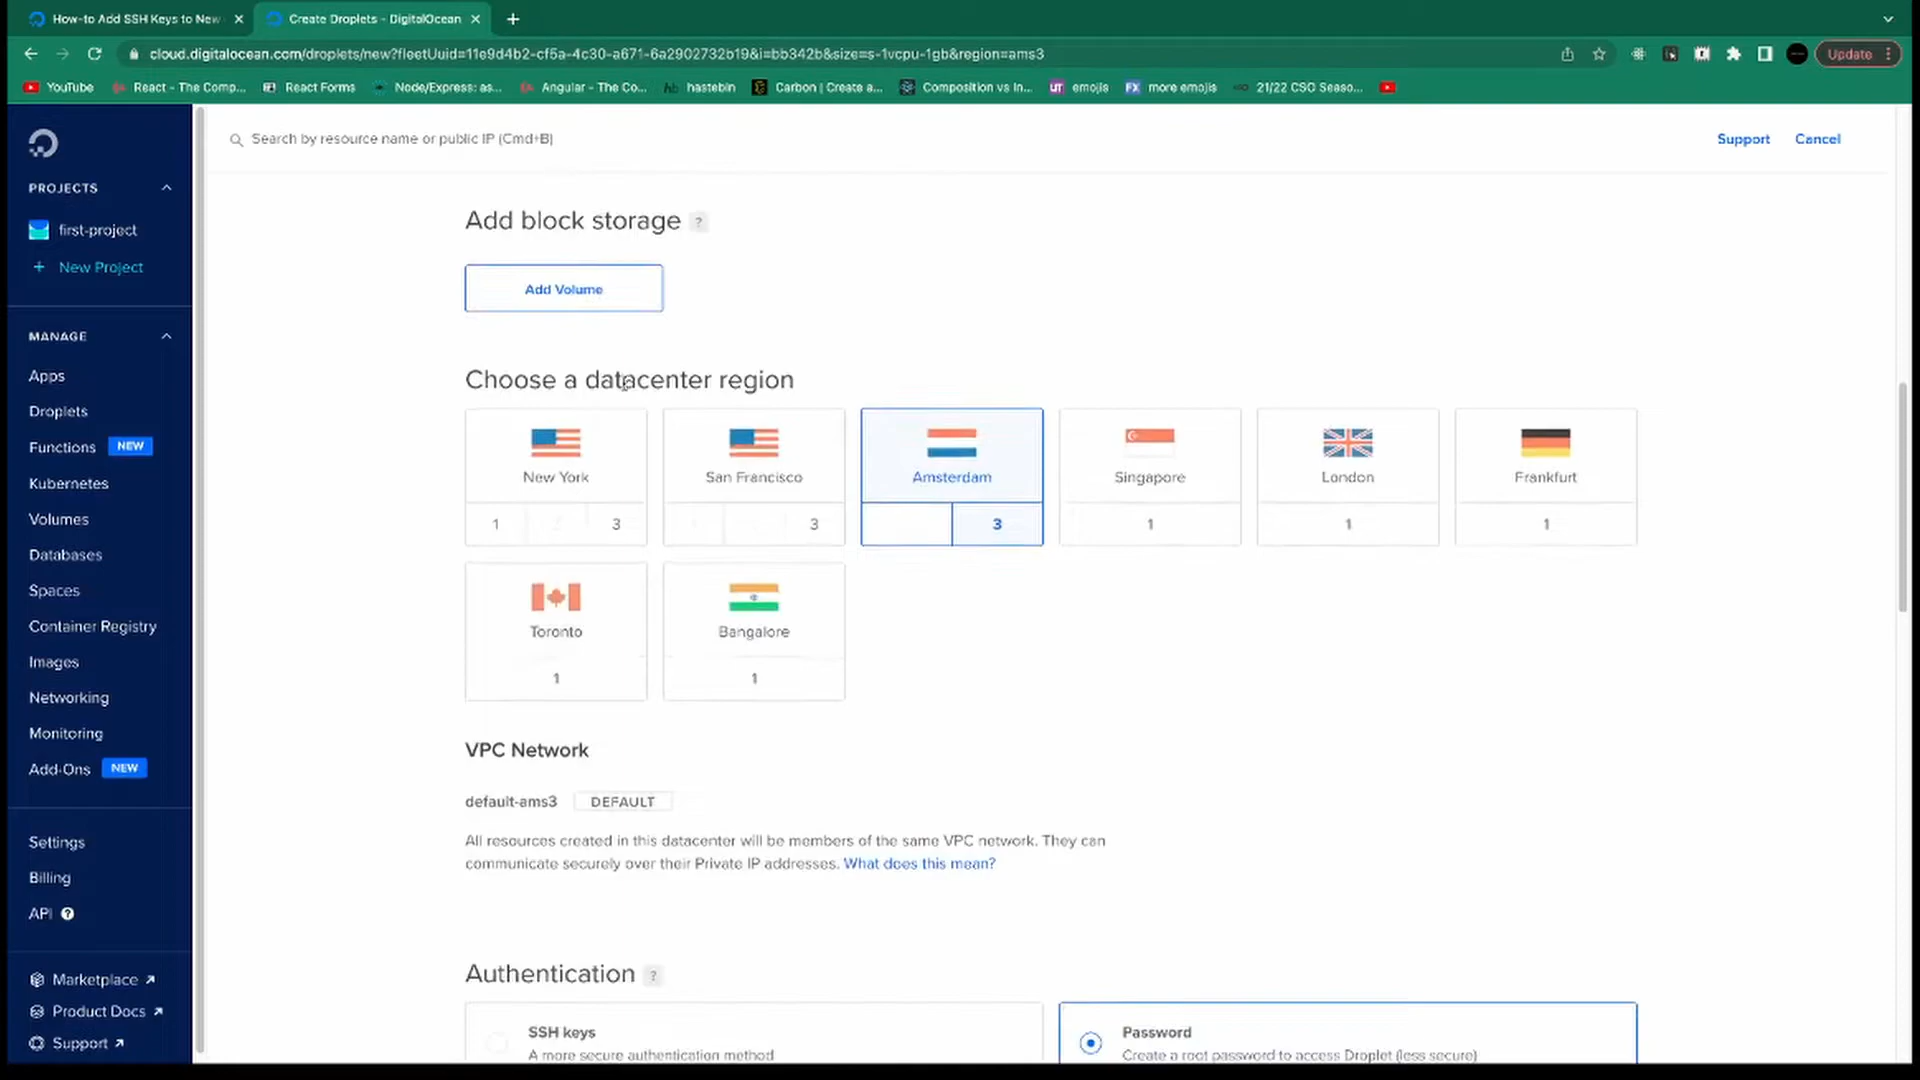 How-to Add SSH Keys to New
Create Droplets - DigitalOcean
cloud.digitalocean.com/droplets/new?fleetUuid=11e9d4b2-cf5a-4c30-a671-6a2902732b19&i=bb342b&size=s-1vcpu-1gb&region=ams3
Update
YouTube
React - The Comp...
React Forms
Node/Express: as...
Angular - The Co...
hb hastebin
Carbon | Create a...
Composition vs In...
UT emojis
FX more emojis
21/22 CSO Seaso...
Search by resource name or public IP (Cmd+B)
Support
Cancel
PROJECTS
first-project
+ New Project
MANAGE
Apps
Droplets
Functions NEW
Kubernetes
Volumes
Databases
Spaces
Container Registry
Images
Networking
Monitoring
Add-Ons NEW
Settings
Billing
API ?
Marketplace
Product Docs
Support
Add block storage ?
Add Volume
Choose a datacenter region
New York
San Francisco
Amsterdam
Singapore
London
Frankfurt
1 3
3
3
1
1
1
Toronto
Bangalore
1
1
VPC Network
default-ams3 DEFAULT
All resources created in this datacenter will be members of the same VPC network. They can
communicate securely over their Private IP addresses. What does this mean?
Authentication ?
SSH keys
A more secure authentication method
Password
Create a root password to access Droplet (less secure)